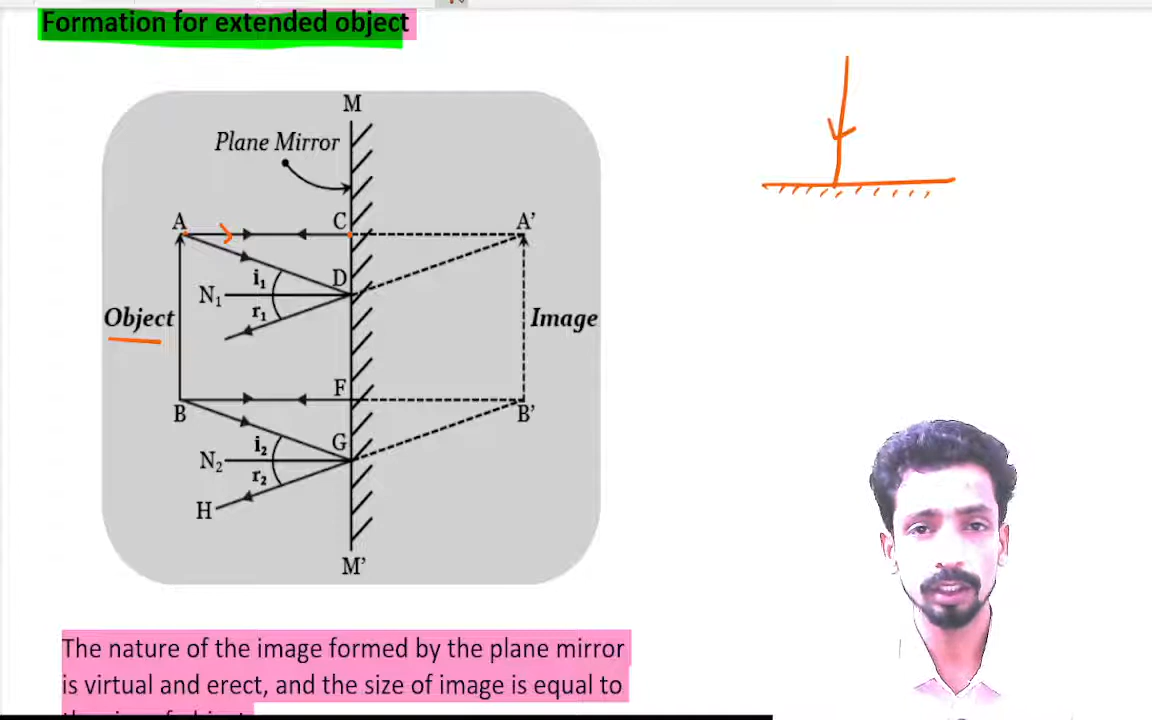 Formation for extended object
M
Plane Mirror
A
C
A'
i₁
D
N₁
r₁
Object
Image
F
B
B'
i₂
G
N₂
r₂
H
M'
The nature of the image formed by the plane mirror
is virtual and erect, and the size of image is equal to